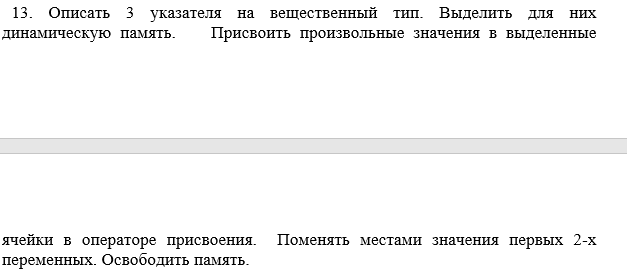 13. Описать 3 указателя на вещественный тип. Выделить для них
динамическую память. Присвоить произвольные значения в выделенные
ячейки в операторе присвоения. Поменять местами значения первых 2-х
переменных. Освободить память.